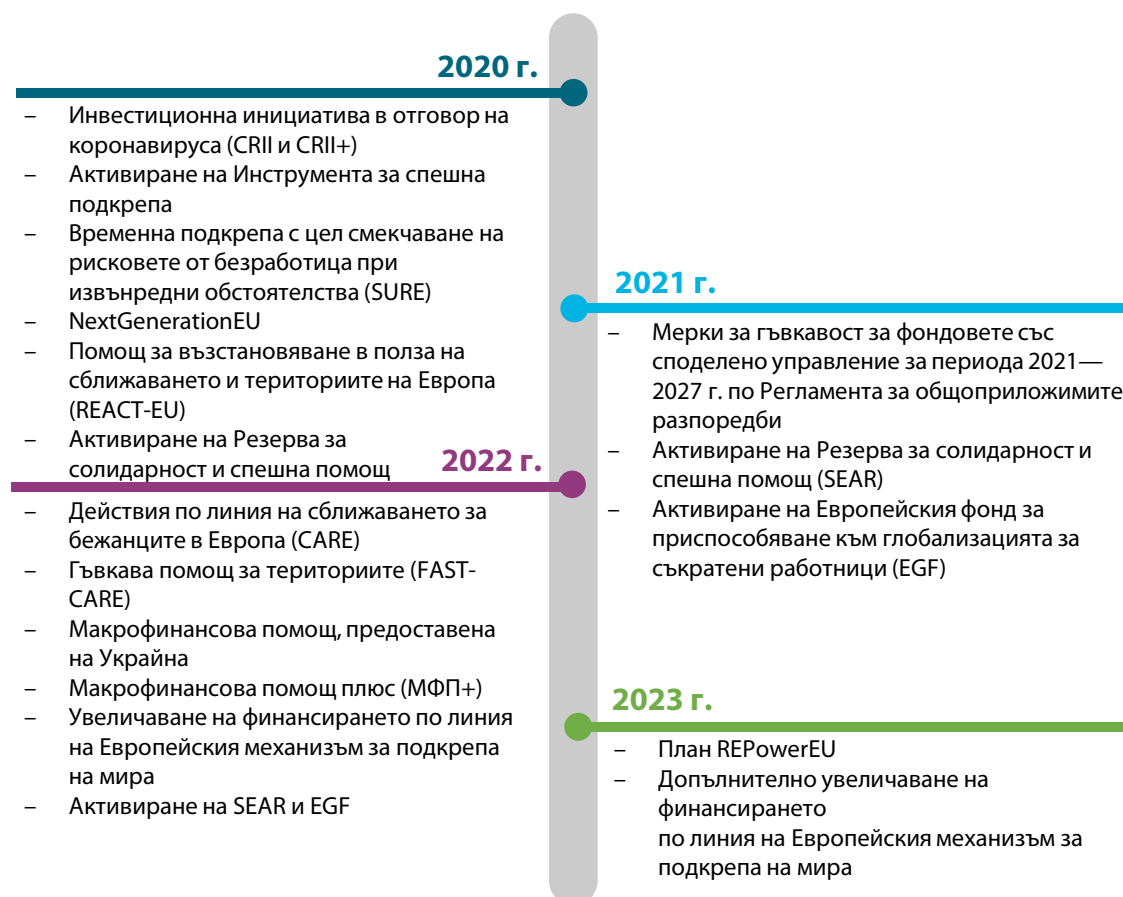 2020 г.
– Инвестиционна инициатива в отговор на
коронавируса (CRII и CRII+)
– Активиране на Инструмента за спешна
подкрепа
– Временна подкрепа с цел смекчаване на
рисковете от безработица при
извънредни обстоятелства (SURE)
– NextGenerationEU
– Помощ за възстановяване в полза на
сближаването и териториите на Европа
(REACT-EU)
– Активиране на Резерва за
солидарност и спешна помощ
2021 г.
– Мерки за гъвкавост за фондовете със
споделено управление за периода 2021—
2027 г. по Регламента за общоприложимите
разпоредби
– Активиране на Резерва за солидарност и
спешна помощ (SEAR)
– Активиране на Европейския фонд за
приспособяване към глобализацията за
съкратени работници (EGF)
2022 г.
– Действия по линия на сближаването за
бежанците в Европа (CARE)
– Гъвкава помощ за териториите (FAST-
CARE)
– Макрофинансова помощ, предоставена
на Украйна
– Макрофинансова помощ плюс (МФП+)
– Увеличаване на финансирането по линия
на Европейския механизъм за подкрепа
на мира
– Активиране на SEAR и EGF
2023 г.
– План REPowerEU
– Допълнително увеличаване на
финансирането
по линия на Европейския механизъм за
подкрепа на мира